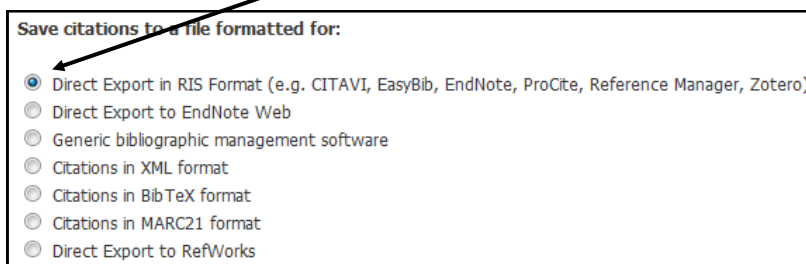 Save citations to a file formatted for:
Direct Export in RIS Format (e.g. CITAVI, EasyBib, EndNote, ProCite, Reference Manager, Zotero)
Direct Export to EndNote Web
Generic bibliographic management software
Citations in XML format
Citations in BibTeX format
Citations in MARC21 format
Direct Export to RefWorks